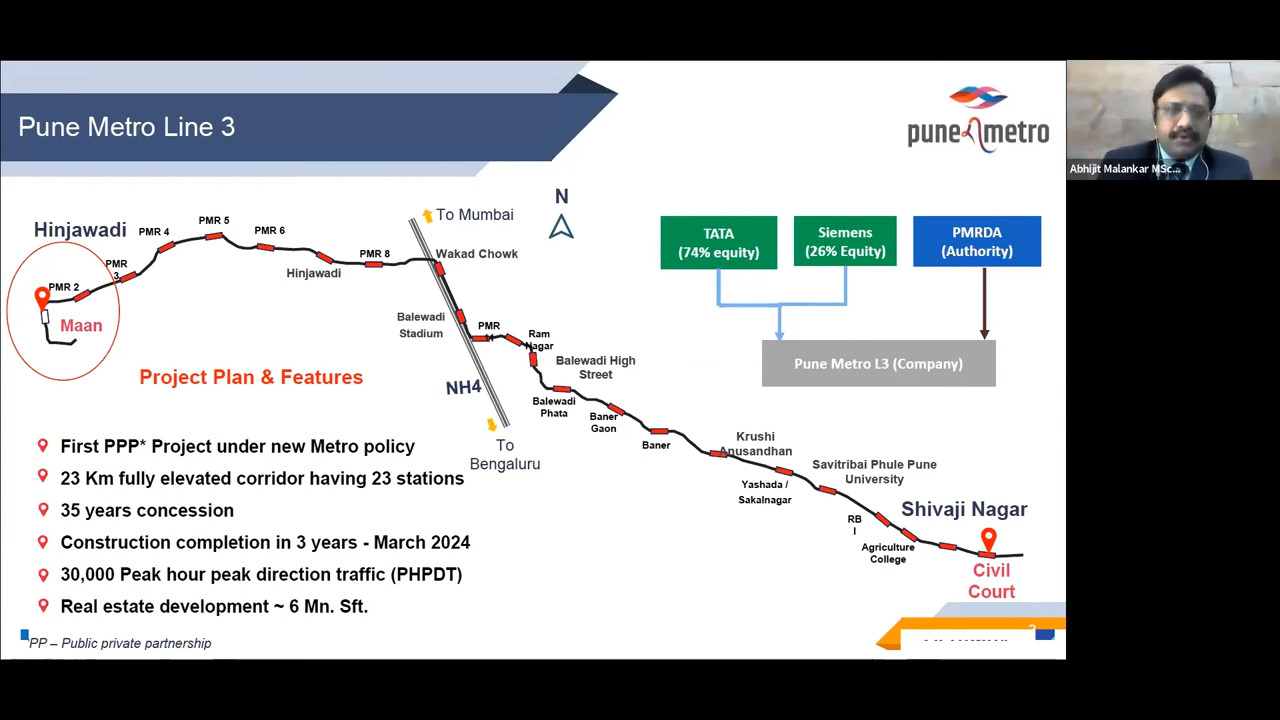 Pune Metro Line 3
pune metro
Abhijit Malankar MSc...
N
To Mumbai
Hinjawadi
PMR 4
PMR 5
PMR 6
PMR 8
Wakad Chowk
PMR
3
PMR 2
Hinjawadi
Maan
Balewadi
Stadium
PMR
Ram
Nagar
Balewadi High
Street
NH4
Balewadi
Phata
Baner
Gaon
Baner
To
Bengaluru
Krushi
Anusandhan
Yashada /
Sakalnagar
Savitribai Phule Pune
University
RB
I
Agriculture
College
Shivaji Nagar
Civil
Court
TATA
(74% equity)
Siemens
(26% Equity)
PMRDA
(Authority)
Pune Metro L3 (Company)
Project Plan & Features
First PPP* Project under new Metro policy
23 Km fully elevated corridor having 23 stations
35 years concession
Construction completion in 3 years - March 2024
30,000 Peak hour peak direction traffic (PHPDT)
Real estate development ~ 6 Mn. Sft.
PP – Public private partnership